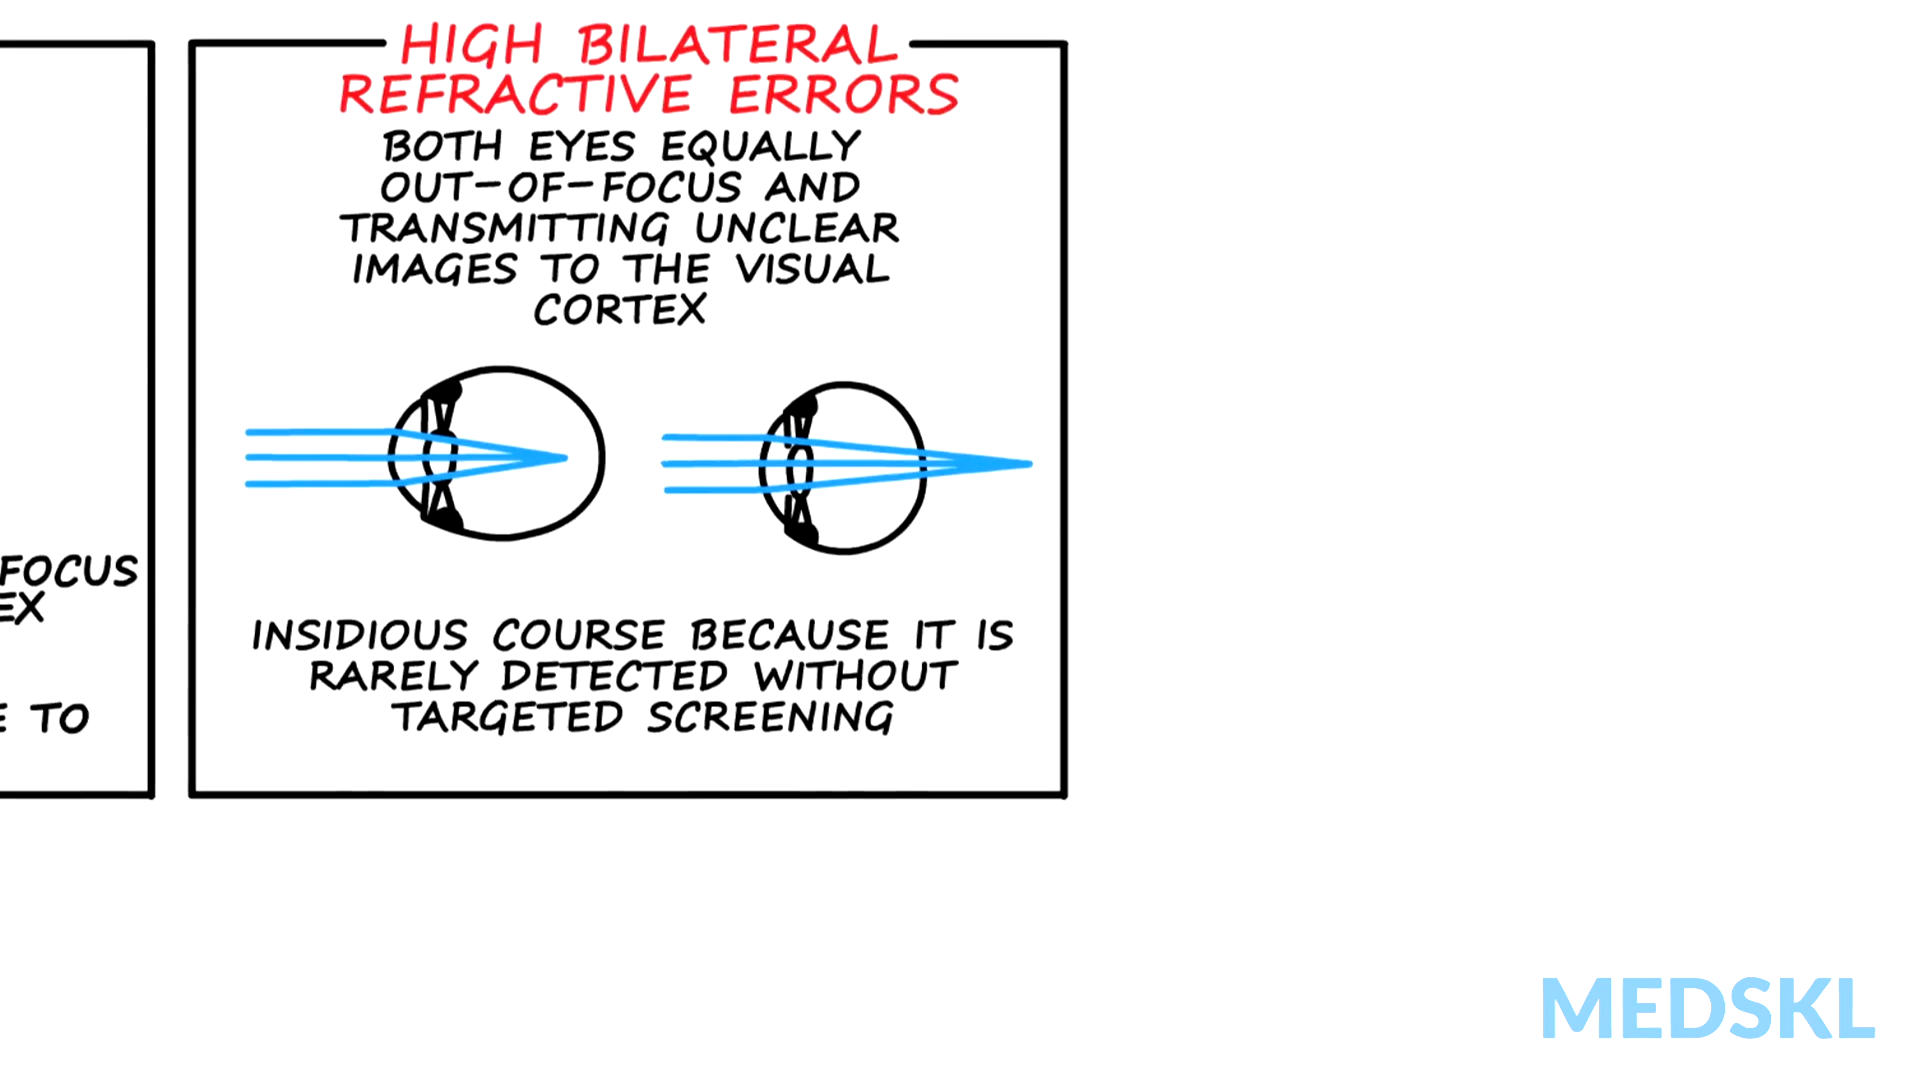 HIGH BILATERAL
REFRACTIVE ERRORS
BOTH EYES EQUALLY
OUT-OF-FOCUS AND
TRANSMITTING UNCLEAR
IMAGES TO THE VISUAL
CORTEX
FOCUS
EX
E TO
INSIDIOUS COURSE BECAUSE IT IS
RARELY DETECTED WITHOUT
TARGETED SCREENING
MEDSKL